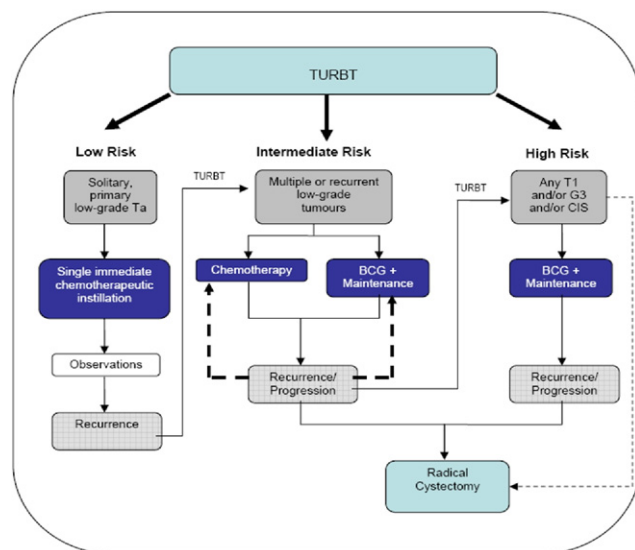 TURBT
Low Risk
Intermediate Risk
High Risk
Solitary,
primary
low-grade Ta
TURBT
Multiple or recurrent
low-grade
tumours
TURBT
Any T1
and/or G3
and/or CIS
Single immediate
chemotherapeutic
instillation
Chemotherapy
BCG +
Maintenance
BCG +
Maintenance
Observations
Recurrence/
Progression
Recurrence/
Progression
Recurrence
Radical
Cystectomy